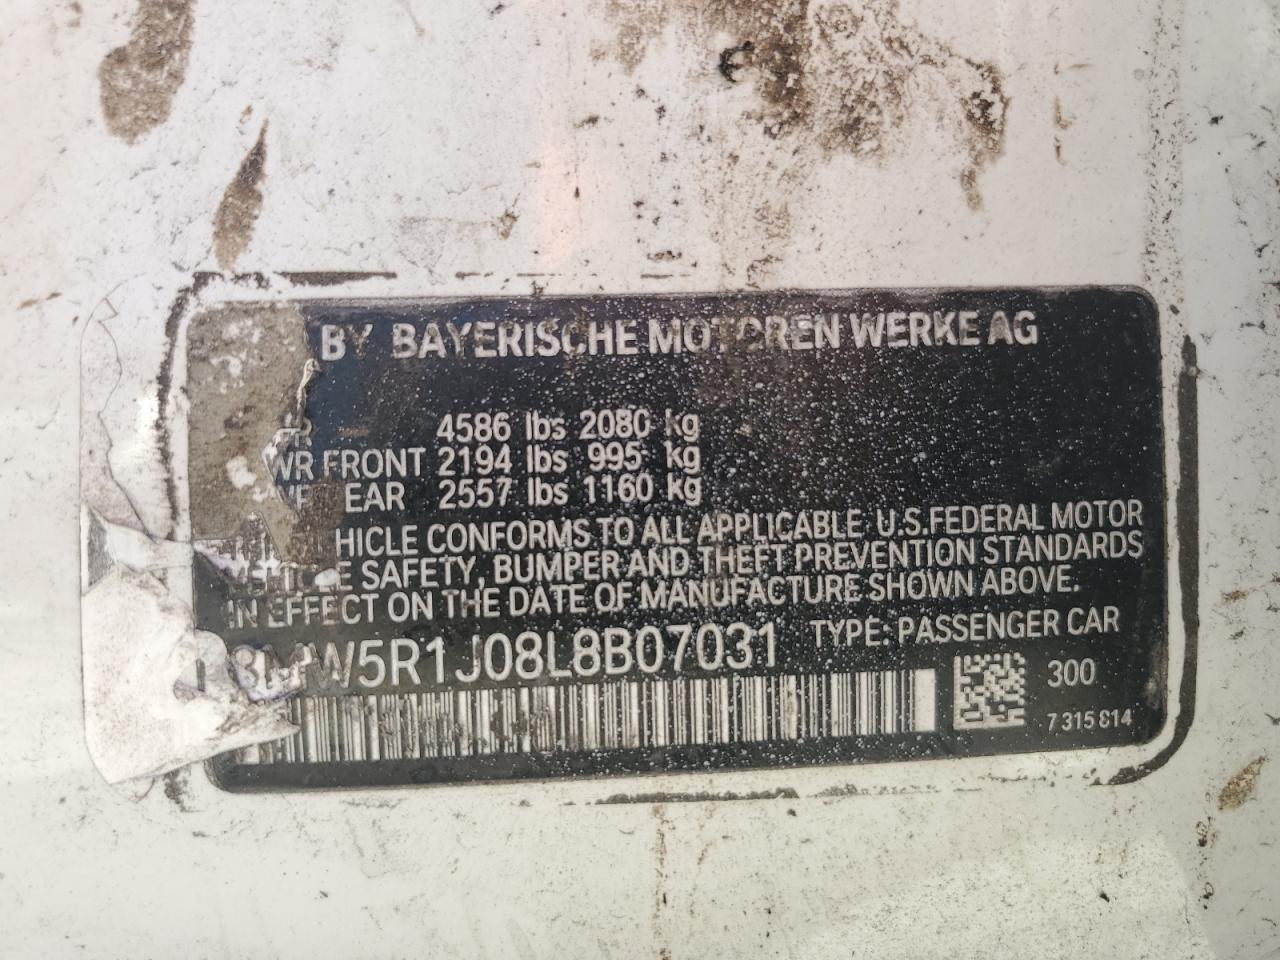 BY BAYERISCHE MOTOREN WERKE AG
4586 lbs 2080 kg
WR FRONT 2194 lbs 995 kg
EAR 2557 lbs 1160 kg
HICLE CONFORMS TO ALL APPLICABLE U.S.FEDERAL MOTOR
VEHICLE SAFETY, BUMPER AND THEFT PREVENTION STANDARDS
IN EFFECT ON THE DATE OF MANUFACTURE SHOWN ABOVE.
3MW5R1J08L8B07031 TYPE: PASSENGER CAR
300
7 315 814